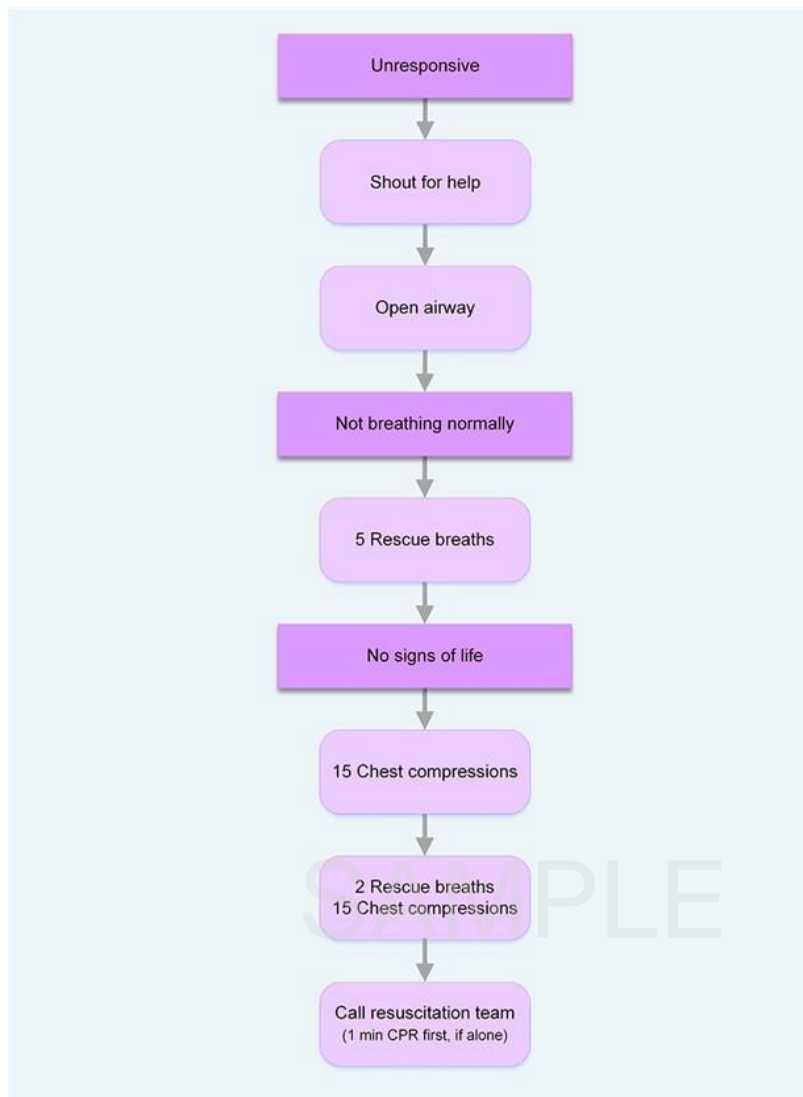 Unresponsive
Shout for help
Open airway
Not breathing normally
5 Rescue breaths
No signs of life
15 Chest compressions
2 Rescue breaths
15 Chest compressions
SAMPLE
Call resuscitation team
(1 min CPR first, if alone)